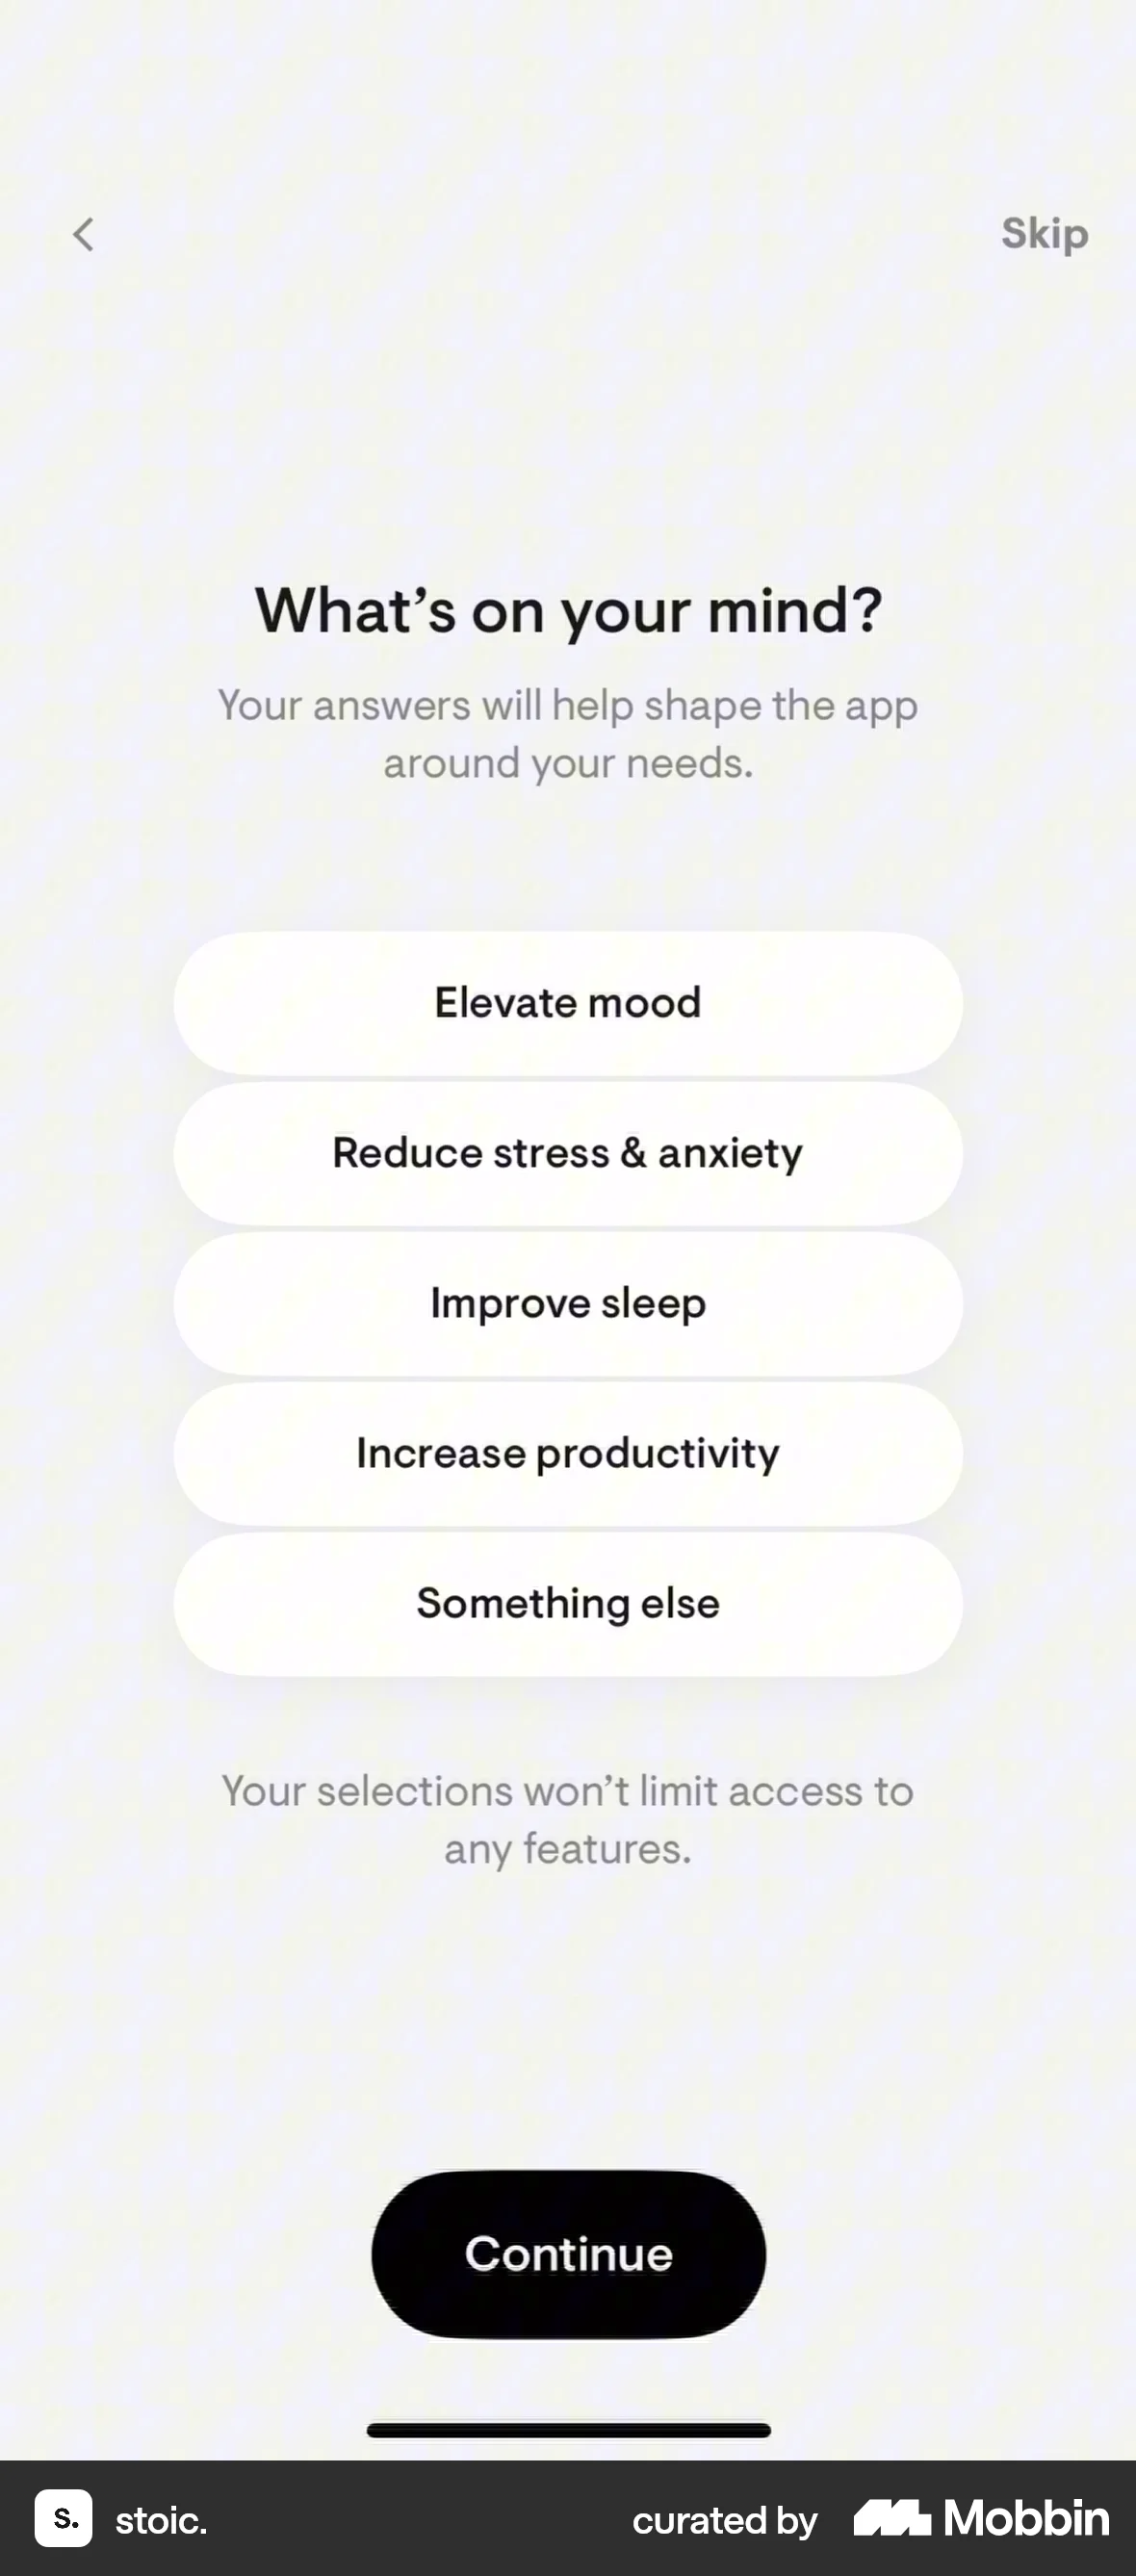 Skip
What’s on your mind?
Your answers will help shape the app
around your needs.
Elevate mood
Reduce stress & anxiety
Improve sleep
Increase productivity
Something else
Your selections won’t limit access to
any features.
Continue
s. stoic. curated by Mobbin